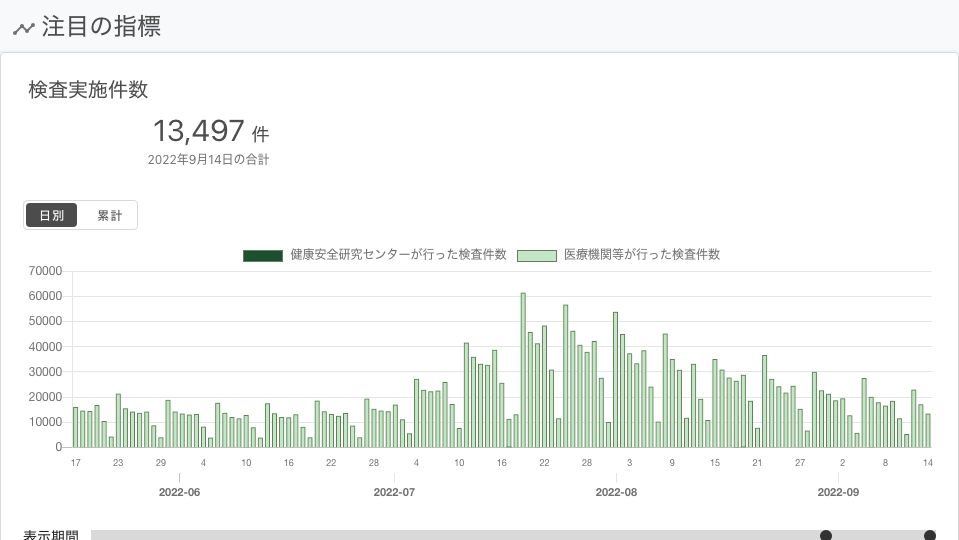 注目の指標
検査実施件数
13,497 件
2022年9月14日の合計
日別 累計
健康安全研究センターが行った検査件数 医療機関等が行った検査件数
70000
60000
50000
40000
30000
20000
10000
0
17 23 29 4 10 16 22 28 4 10 16 22 28 3 9 15 21 27 2 8 14
2022-06 2022-07 2022-08 2022-09
表示期間